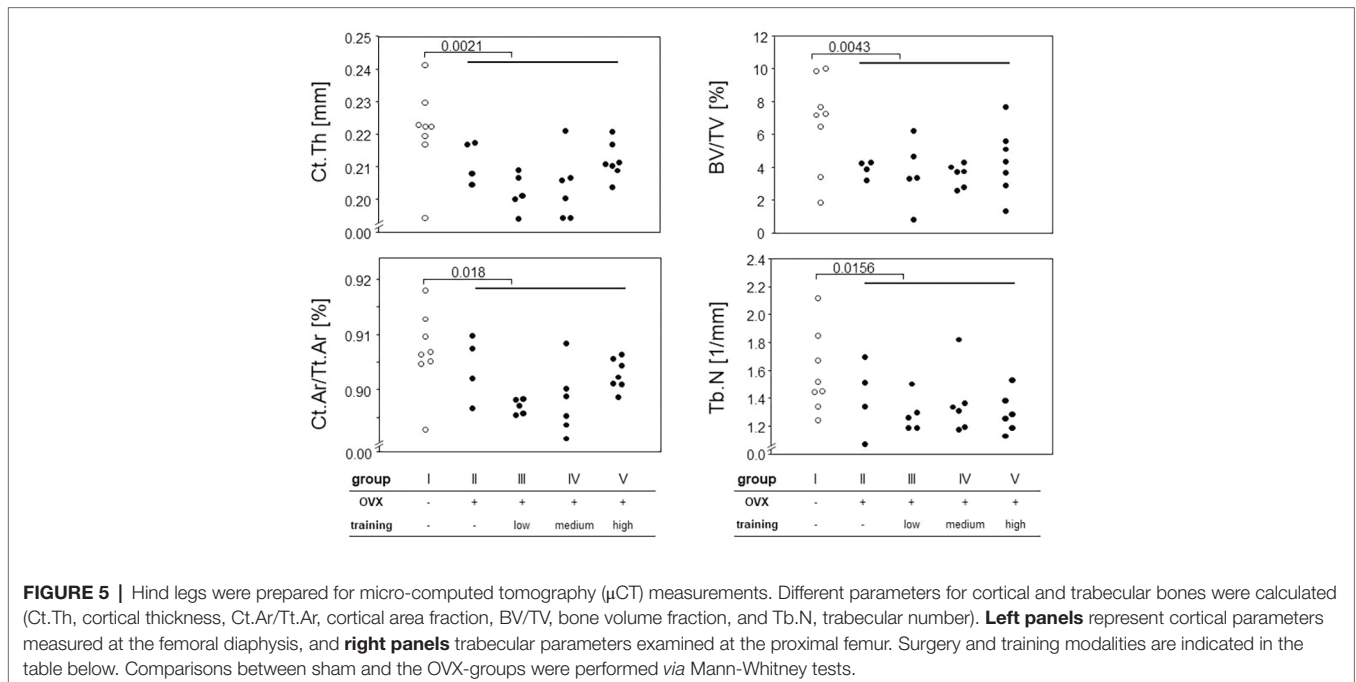 0.0021
0.25
0.24
0.23
0.22
0.21
0.20
0.00
Ct.Th [mm]
0.0043
12
10
8
6
4
2
0
BV/TV [%]
0.018
0.92
0.91
0.90
0.00
Ct.Ar/Tt.Ar [%]
0.0156
2.4
2.2
2.0
1.8
1.6
1.4
1.2
0.0
Tb.N [1/mm]
group I II III IV V
OVX - + + + +
training - - low medium high
group I II III IV V
OVX - + + + +
training - - low medium high
FIGURE 5 | Hind legs were prepared for micro-computed tomography (μCT) measurements. Different parameters for cortical and trabecular bones were calculated
(Ct.Th, cortical thickness, Ct.Ar/Tt.Ar, cortical area fraction, BV/TV, bone volume fraction, and Tb.N, trabecular number). Left panels represent cortical parameters
measured at the femoral diaphysis, and right panels trabecular parameters examined at the proximal femur. Surgery and training modalities are indicated in the
table below. Comparisons between sham and the OVX-groups were performed via Mann-Whitney tests.